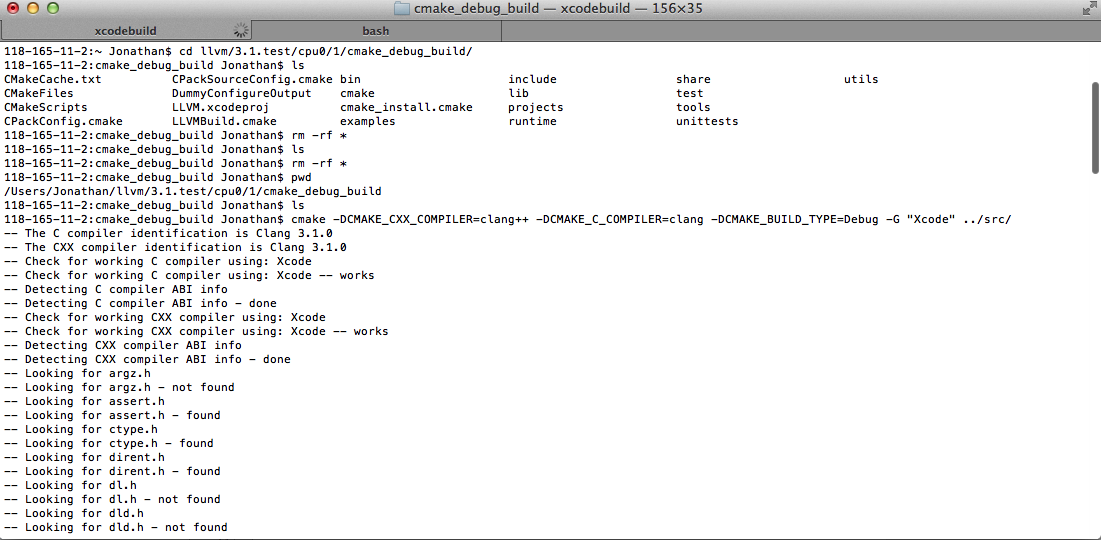 cmake_debug_build — xcodebuild — 156×35
xcodebuild bash
118-165-11-2:~ Jonathan$ cd llvm/3.1.test/cpu0/1/cmake_debug_build/
118-165-11-2:cmake_debug_build Jonathan$ ls
CMakeCache.txt CPackSourceConfig.cmake bin include share utils
CMakeFiles DummyConfigureOutput cmake lib test
CMakeScripts LLVM.xcodeproj cmake_install.cmake projects tools
CPackConfig.cmake LLVMBuild.cmake examples runtime unittests
118-165-11-2:cmake_debug_build Jonathan$ rm -rf *
118-165-11-2:cmake_debug_build Jonathan$ ls
118-165-11-2:cmake_debug_build Jonathan$ rm -rf *
118-165-11-2:cmake_debug_build Jonathan$ pwd
/Users/Jonathan/llvm/3.1.test/cpu0/1/cmake_debug_build
118-165-11-2:cmake_debug_build Jonathan$ ls
118-165-11-2:cmake_debug_build Jonathan$ cmake -DCMAKE_CXX_COMPILER=clang++ -DCMAKE_C_COMPILER=clang -DCMAKE_BUILD_TYPE=Debug -G "Xcode" ../src/
-- The C compiler identification is Clang 3.1.0
-- The CXX compiler identification is Clang 3.1.0
-- Check for working C compiler using: Xcode
-- Check for working C compiler using: Xcode -- works
-- Detecting C compiler ABI info
-- Detecting C compiler ABI info - done
-- Check for working CXX compiler using: Xcode
-- Check for working CXX compiler using: Xcode -- works
-- Detecting CXX compiler ABI info
-- Detecting CXX compiler ABI info - done
-- Looking for argz.h
-- Looking for argz.h - not found
-- Looking for assert.h
-- Looking for assert.h - found
-- Looking for ctype.h
-- Looking for ctype.h - found
-- Looking for dirent.h
-- Looking for dirent.h - found
-- Looking for dl.h
-- Looking for dl.h - not found
-- Looking for dld.h
-- Looking for dld.h - not found